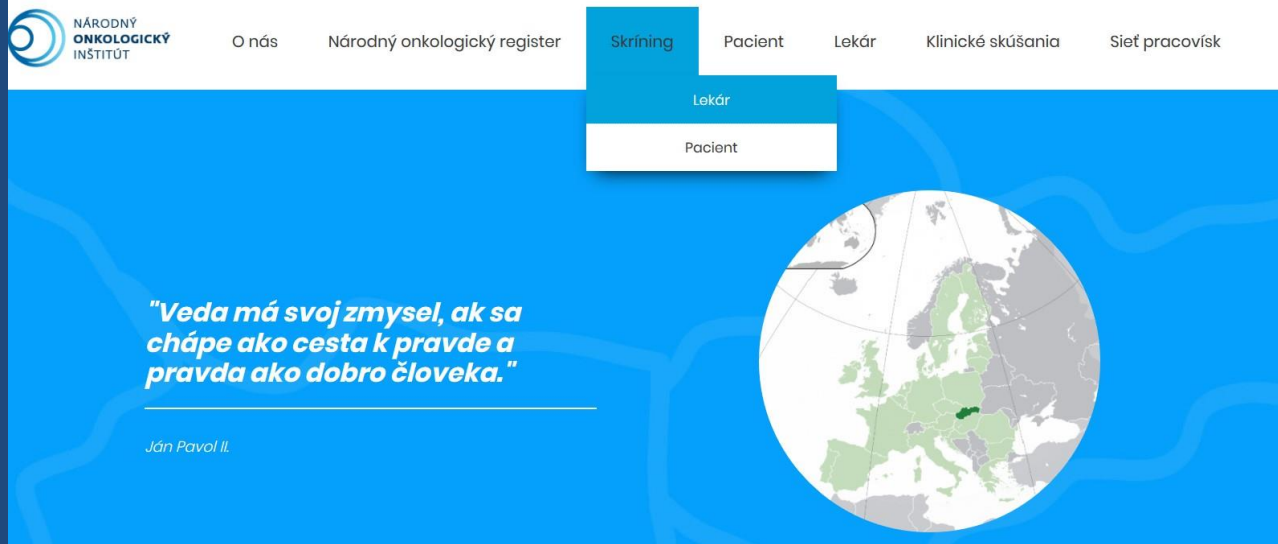 NÁRODNÝ
ONKOLOGICKÝ
INŠTITÚT
O nás
Národný onkologický register
Skríning
Pacient
Lekár
Klinické skúšania
Sieť pracovísk
Lekár
Pacient
"Veda má svoj zmysel, ak sa
chápe ako cesta k pravde a
pravda ako dobro človeka."
Ján Pavol II.